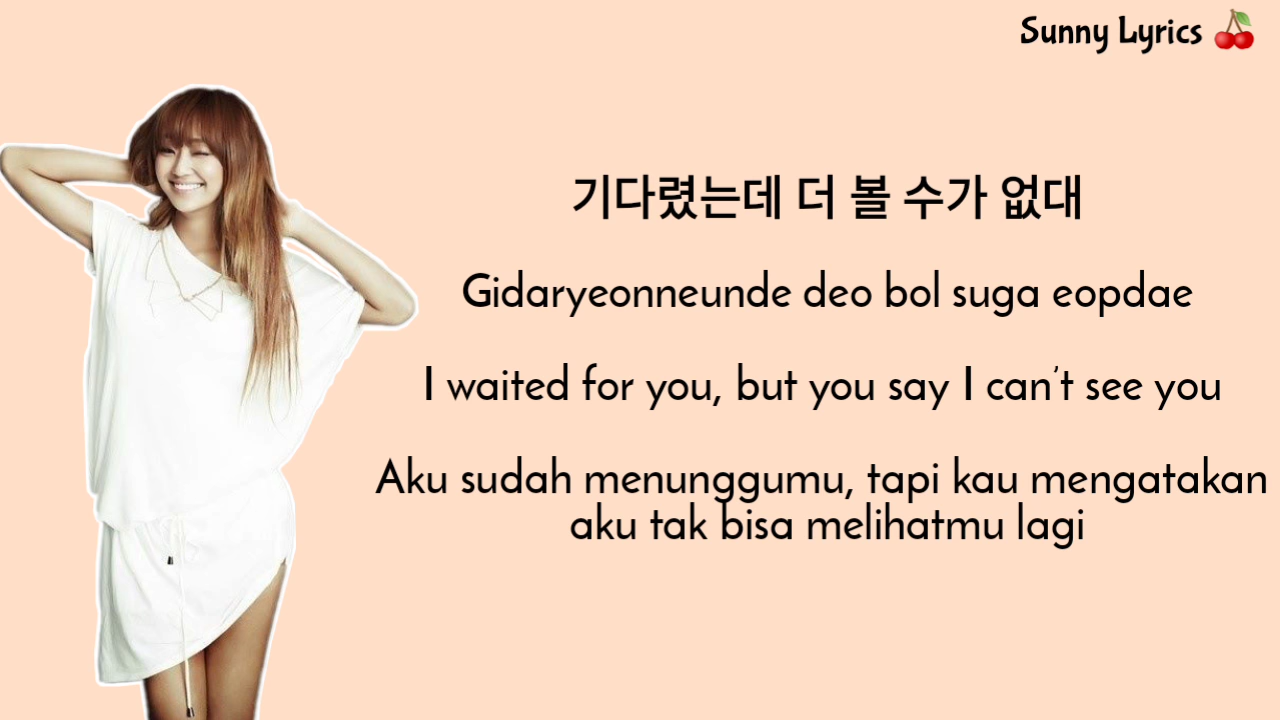 Sunny Lyrics
기다렸는데 더 볼 수가 없대
Gidaryeonneunde deo bol suga eopdae
I waited for you, but you say I can't see you
Aku sudah menunggumu, tapi kau mengatakan
aku tak bisa melihatmu lagi